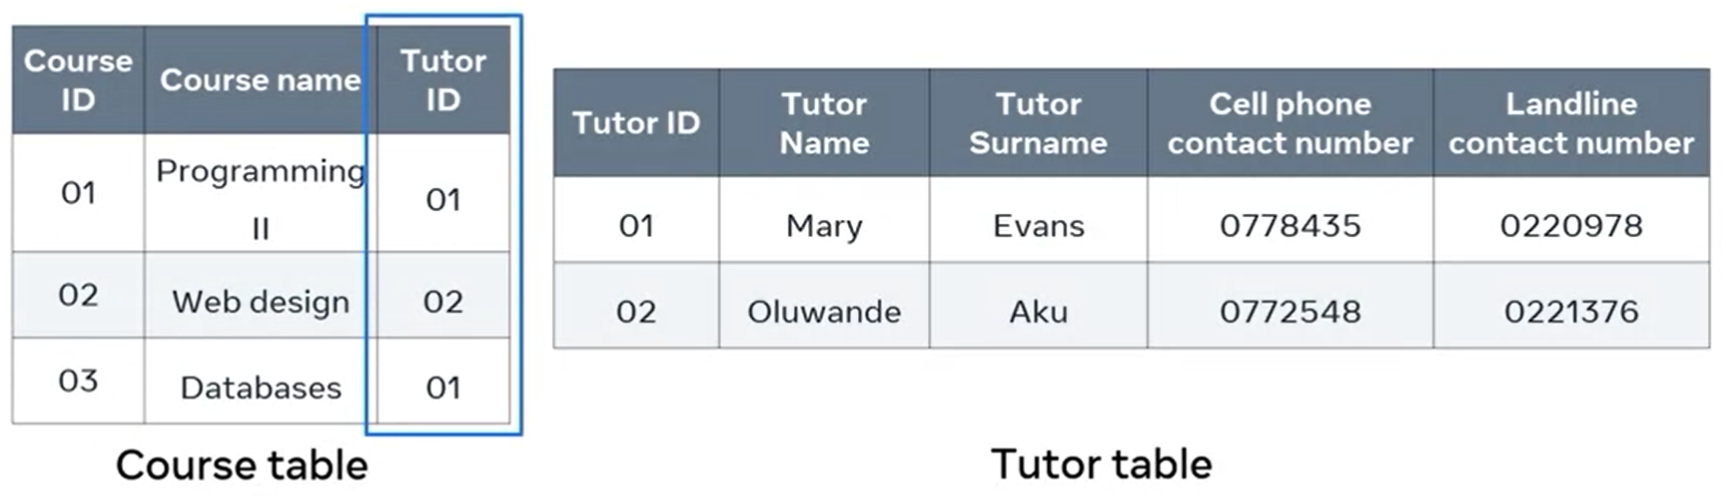 Course ID | Course name | Tutor ID
01 | Programming II | 01
02 | Web design | 02
03 | Databases | 01
Course table
Tutor ID | Tutor Name | Tutor Surname | Cell phone contact number | Landline contact number
01 | Mary | Evans | 0778435 | 0220978
02 | Oluwande | Aku | 0772548 | 0221376
Tutor table